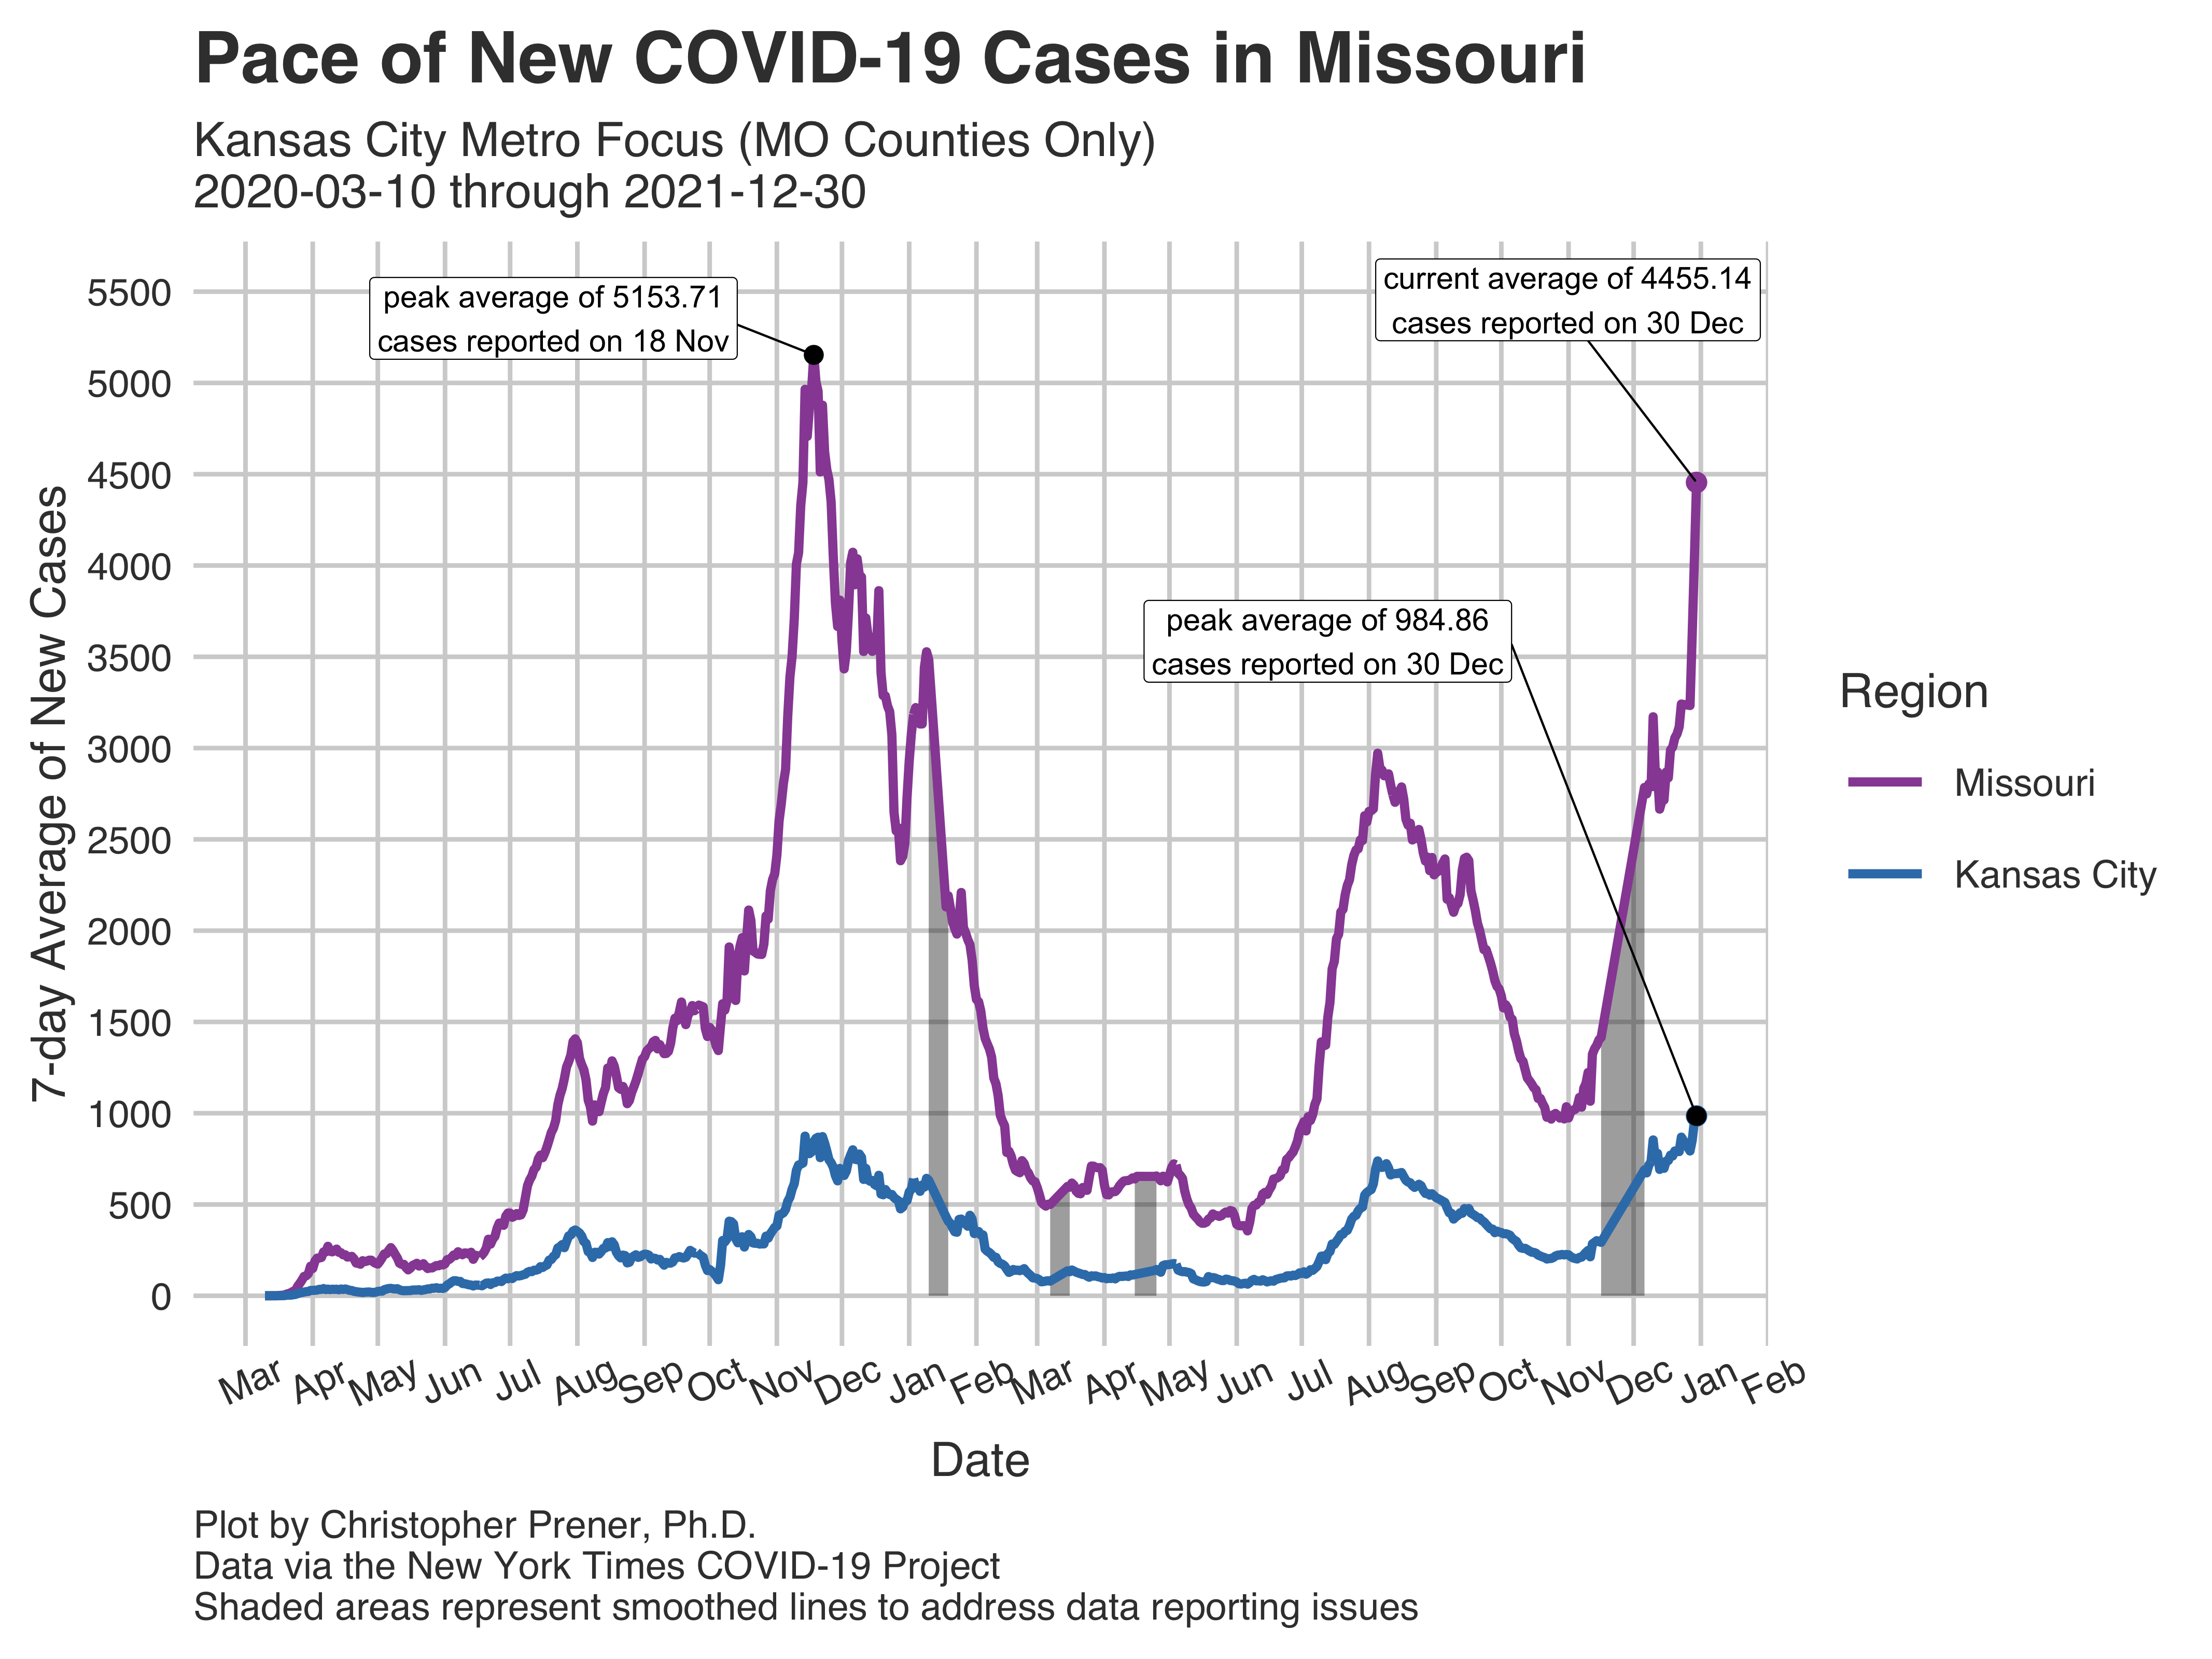 Pace of New COVID-19 Cases in Missouri
Kansas City Metro Focus (MO Counties Only)
2020-03-10 through 2021-12-30
7-day Average of New Cases
5500
5000
4500
4000
3500
3000
2500
2000
1500
1000
500
0
peak average of 5153.71
cases reported on 18 Nov
current average of 4455.14
cases reported on 30 Dec
peak average of 984.86
cases reported on 30 Dec
Region
Missouri
Kansas City
Mar Apr May Jun Jul Aug Sep Oct Nov Dec Jan Feb Mar Apr May Jun Jul Aug Sep Oct Nov Dec Jan Feb
Date
Plot by Christopher Prener, Ph.D.
Data via the New York Times COVID-19 Project
Shaded areas represent smoothed lines to address data reporting issues